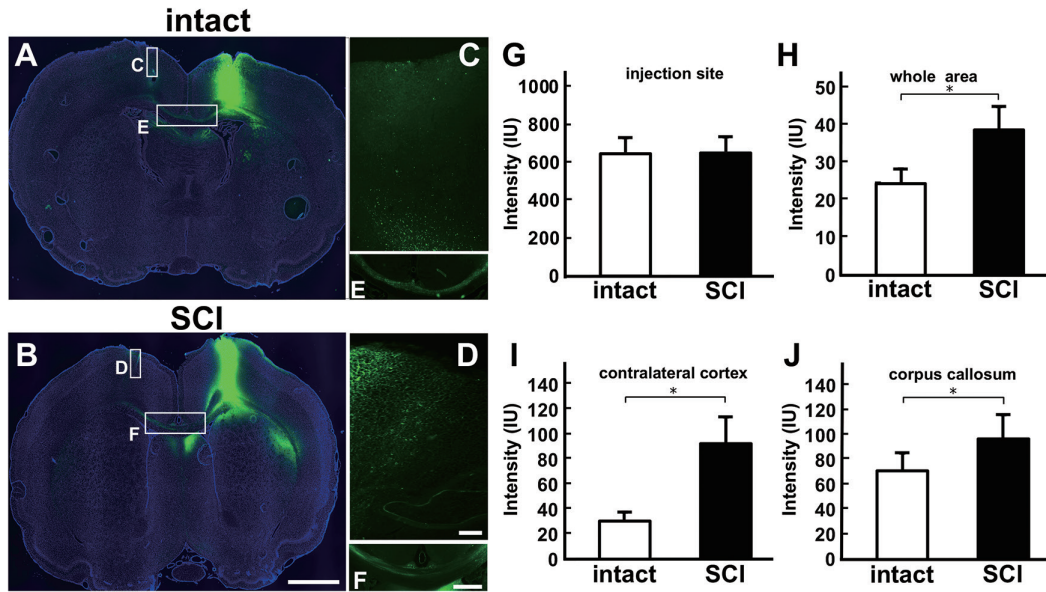 intact
A
C
E
C
E
SCI
B
D
F
D
F
G
injection site
Intensity (IU)
1000
800
600
400
200
0
intact SCI
H
whole area
*
Intensity (IU)
50
40
30
20
10
0
intact SCI
I
contralateral cortex
*
Intensity (IU)
140
120
100
80
60
40
20
0
intact SCI
J
corpus callosum
*
Intensity (IU)
140
120
100
80
60
40
20
0
intact SCI